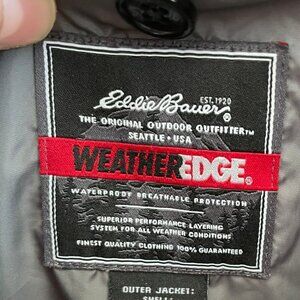 Eddie Bauer EST. 1920
THE ORIGINAL OUTDOOR OUTFITTER™
SEATTLE • USA
WEATHEREDGE®
WATERPROOF BREATHABLE PROTECTION
SUPERIOR PERFORMANCE LAYERING
SYSTEM FOR ALL WEATHER CONDITIONS
FINEST QUALITY CLOTHING 100% GUARANTEED
OUTER JACKET:
SHELL: